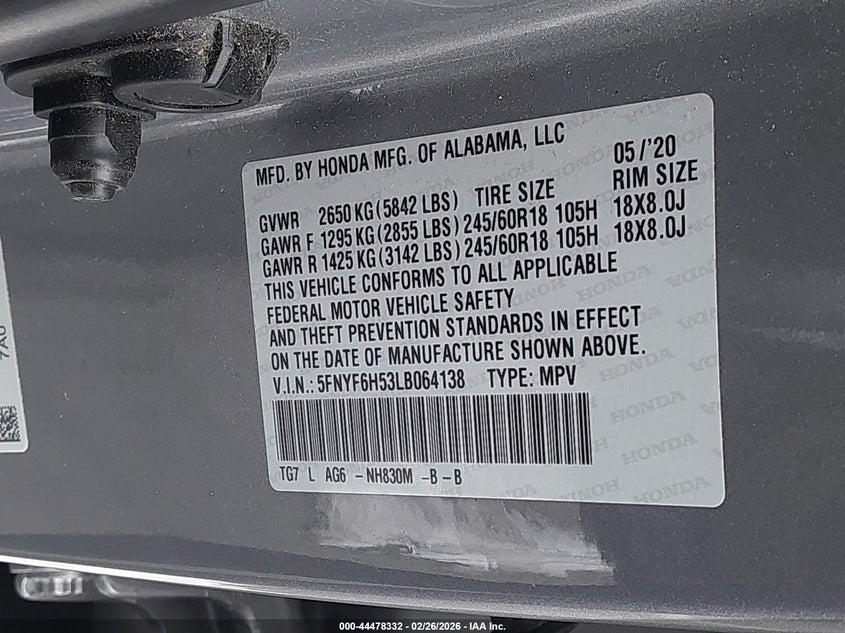 MFD. BY HONDA MFG. OF ALABAMA, LLC 05/'20
GVWR 2650 KG (5842 LBS) TIRE SIZE RIM SIZE
GAWR F 1295 KG (2855 LBS) 245/60R18 105H 18X8.0J
GAWR R 1425 KG (3142 LBS) 245/60R18 105H 18X8.0J
THIS VEHICLE CONFORMS TO ALL APPLICABLE
FEDERAL MOTOR VEHICLE SAFETY
AND THEFT PREVENTION STANDARDS IN EFFECT
ON THE DATE OF MANUFACTURE SHOWN ABOVE.
V.I.N.: 5FNYF6H53LB064138 TYPE: MPV
TG7 L AG6 -NH830M -B-B
HONDA
000-44478332 - 02/26/2026 - IAA Inc.